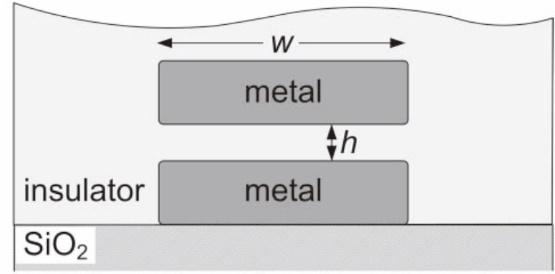 w
metal
h
insulator metal
SiO₂